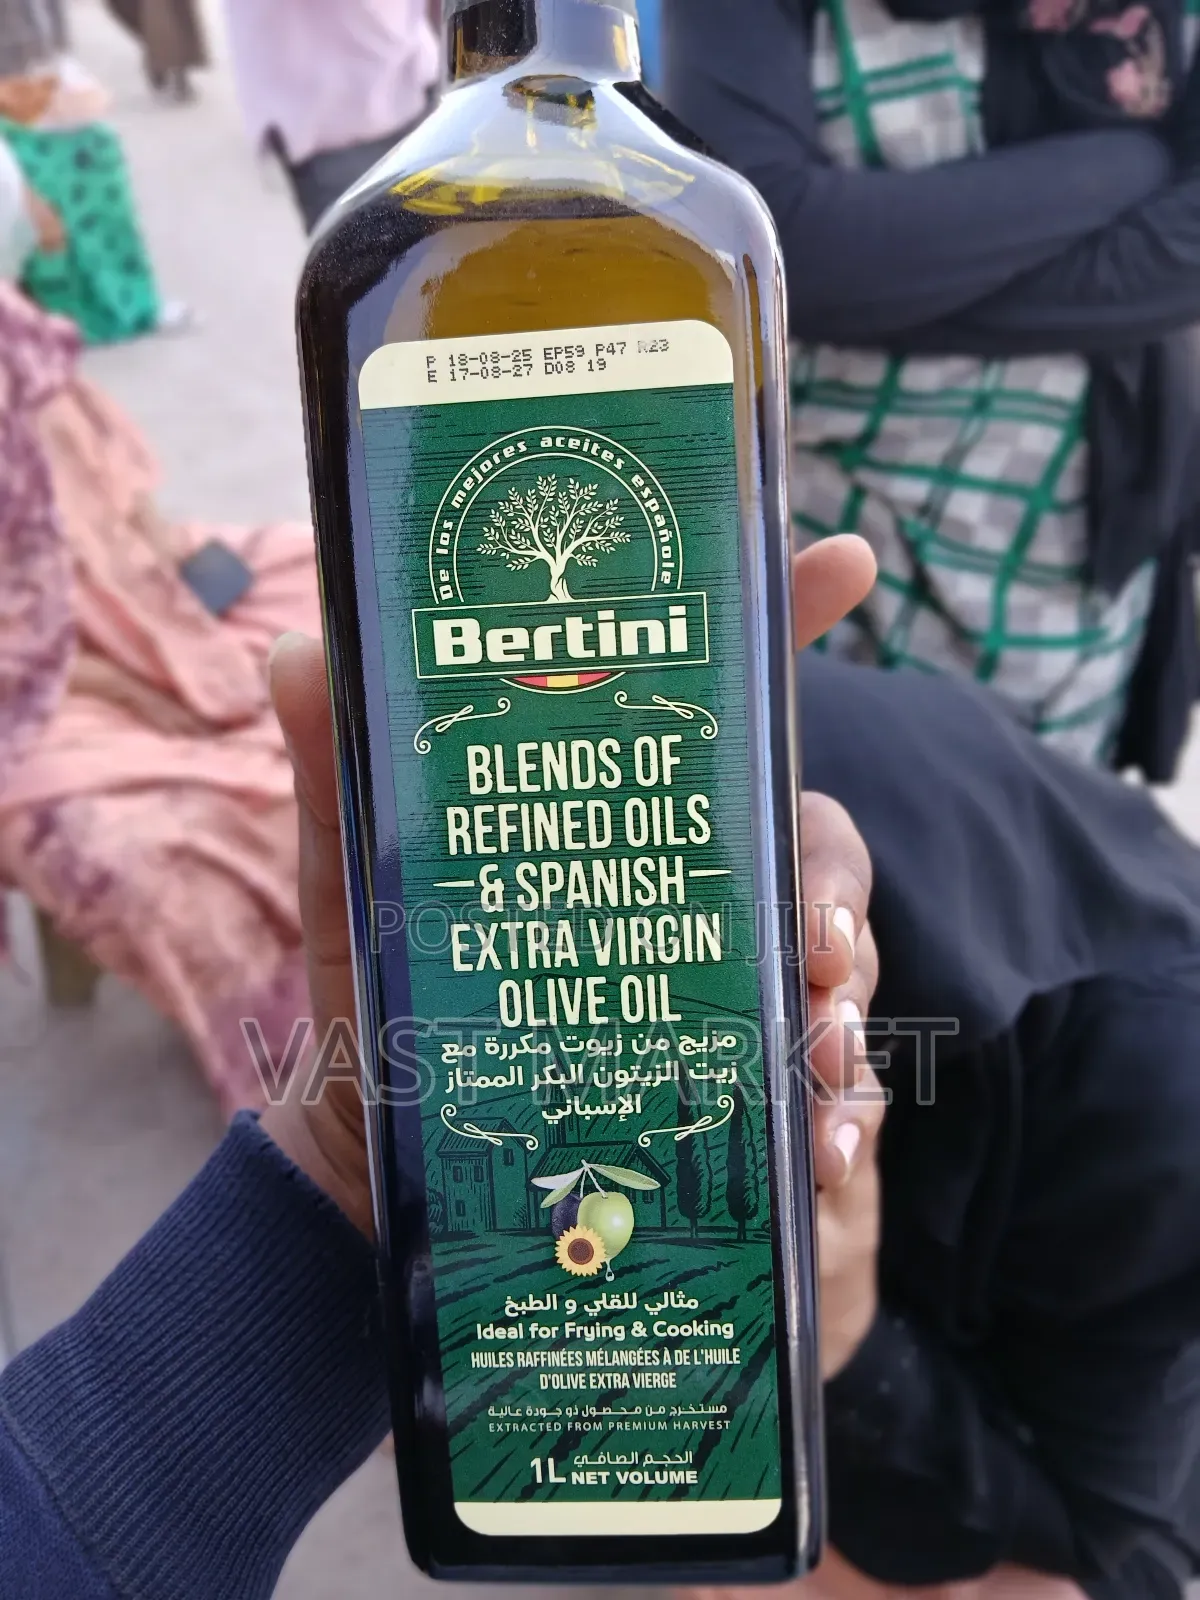 P 18-08-25 EP59 P47 R23
E 17-08-27 D08 19
De los mejores aceites españole
Bertini
BLENDS OF
REFINED OILS
& SPANISH
EXTRA VIRGIN
OLIVE OIL
مزيج من زيوت مكررة مع
زيت الزيتون البكر الممتاز
الإسباني
مثالي للقلي و الطبخ
Ideal for Frying & Cooking
HUILES RAFFINÉES MÉLANGÉES À DE L'HUILE
D'OLIVE EXTRA VIERGE
مستخرج من محصول ذو جودة عالية
EXTRACTED FROM PREMIUM HARVEST
1L الحجم الصافي
NET VOLUME
POSTED ON JIJI
VAST MARKET